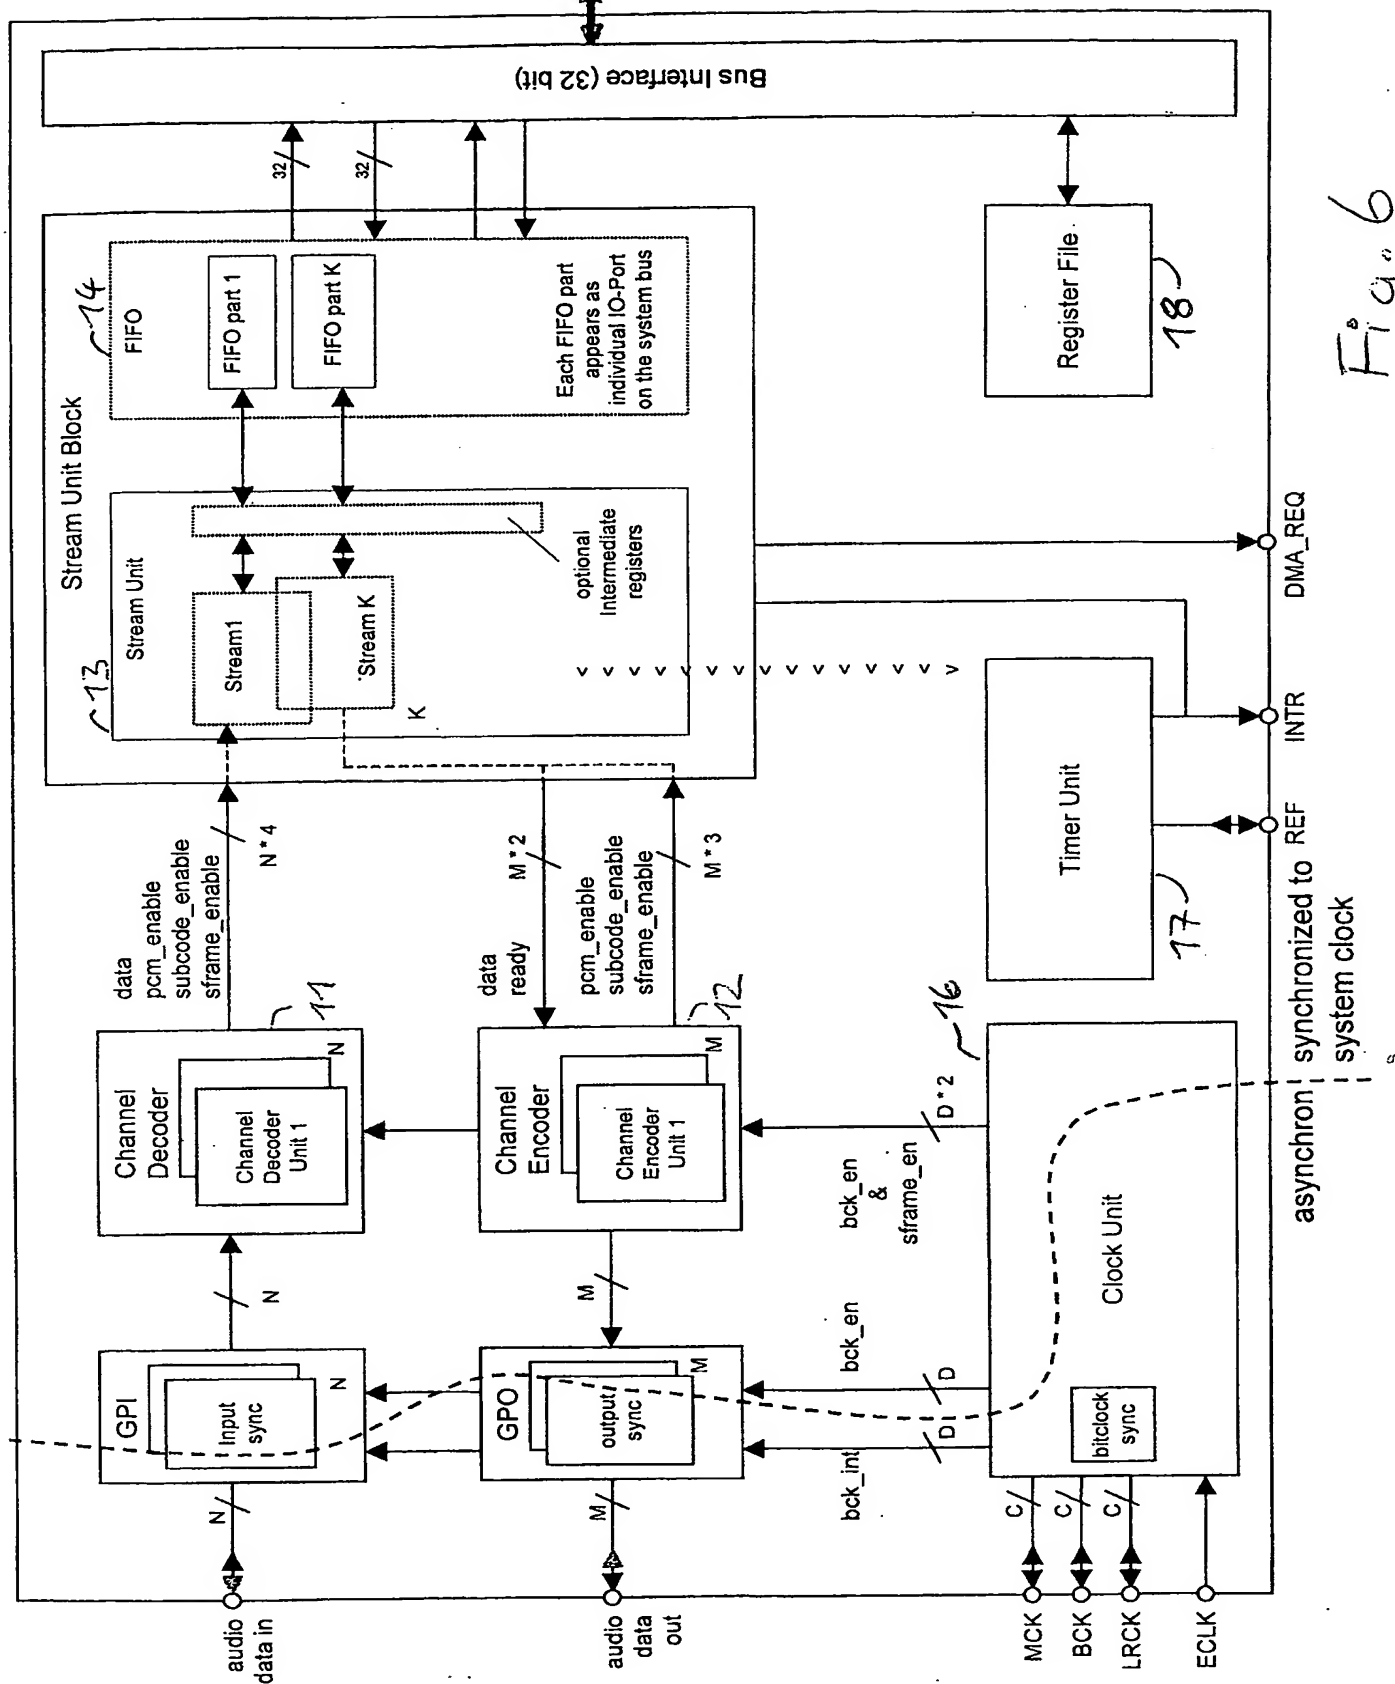 audio
data in
N
GPI
Input
sync
N
N
Channel
Decoder
Channel
Decoder
Unit 1
N
11
data
pcm_enable
subcode_enable
sframe_enable
N * 4
audio
data
out
M
GPO
output
sync
M
M
Channel
Encoder
Channel
Encoder
Unit 1
M
12
data
ready
M * 2
pcm_enable
subcode_enable
sframe_enable
M * 3
Stream Unit Block
13
Stream Unit
Stream1
Stream K
K
optional
Intermediate
registers
14
FIFO
FIFO part 1
FIFO part K
Each FIFO part
appears as
individual IO-Port
on the system bus
32
32
Bus Interface (32 bit)
bck_int
D
bck_en
D
bck_en
&
sframe_en
D * 2
16
MCK
C
BCK
C
LRCK
C
ECLK
bitclock
sync
Clock Unit
Timer Unit
17
Register File
18
REF
INTR
DMA_REQ
asynchron
synchronized to
system clock
Fig. 6